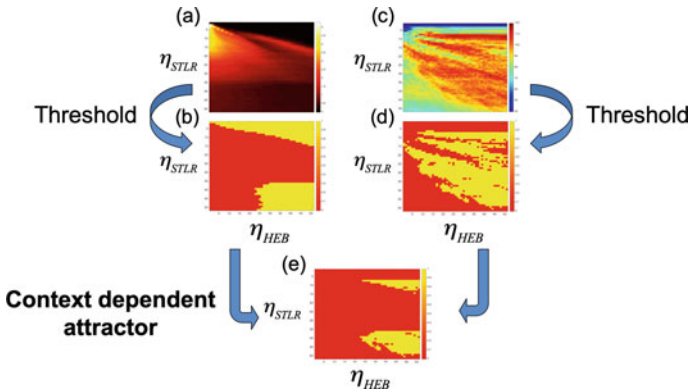 (a)
(c)
η_STLR
η_STLR
Threshold
Threshold
(b)
(d)
η_STLR
η_STLR
η_HEB
η_HEB
(e)
Context dependent
attractor
η_STLR
η_HEB